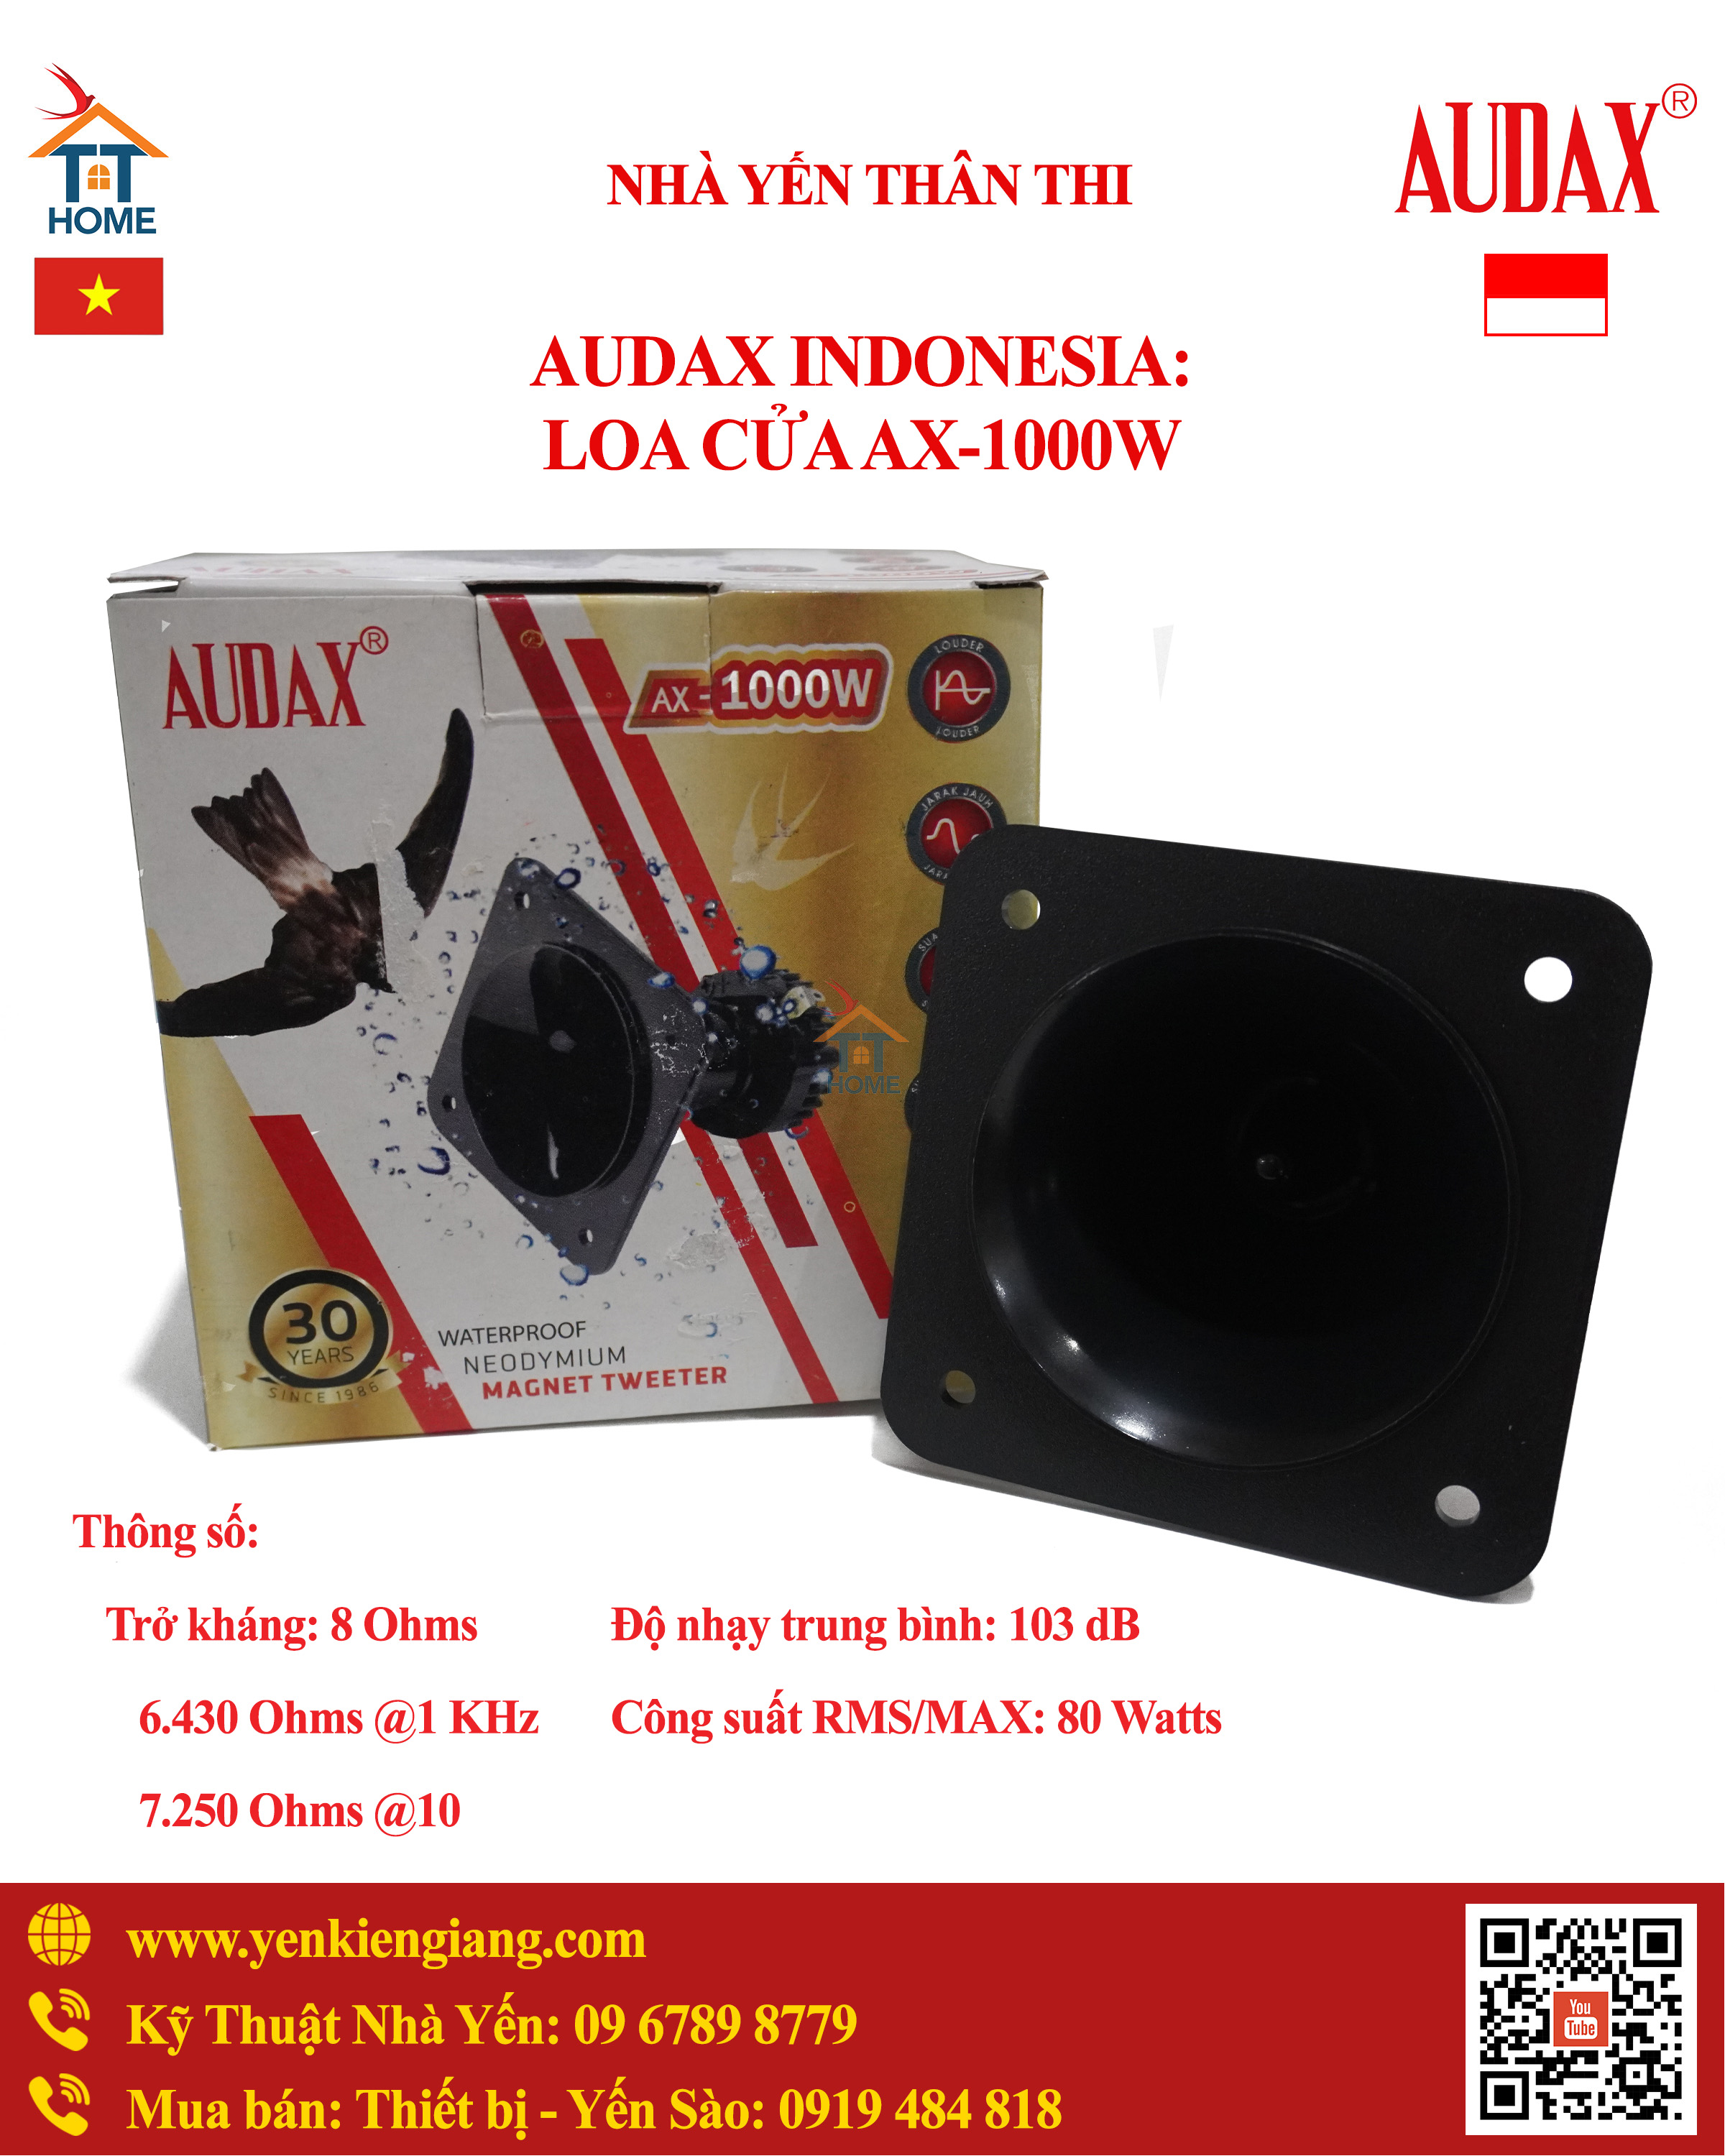 TT
HOME
NHÀ YẾN THÂN THI
AUDAX®
AUDAX INDONESIA:
LOA CỬA AX-1000W
AUDAX®
AX-1000W
LOUDER
LOUDER
JARAK JAUH
TT
HOME
30
YEARS
SINCE 1986
WATERPROOF
NEODYMIUM
MAGNET TWEETER
Thông số:
Trở kháng: 8 Ohms
Độ nhạy trung bình: 103 dB
6.430 Ohms @1 KHz
Công suất RMS/MAX: 80 Watts
7.250 Ohms @10
www.yenkiengiang.com
Kỹ Thuật Nhà Yến: 09 6789 8779
Mua bán: Thiết bị - Yến Sào: 0919 484 818
You
Tube